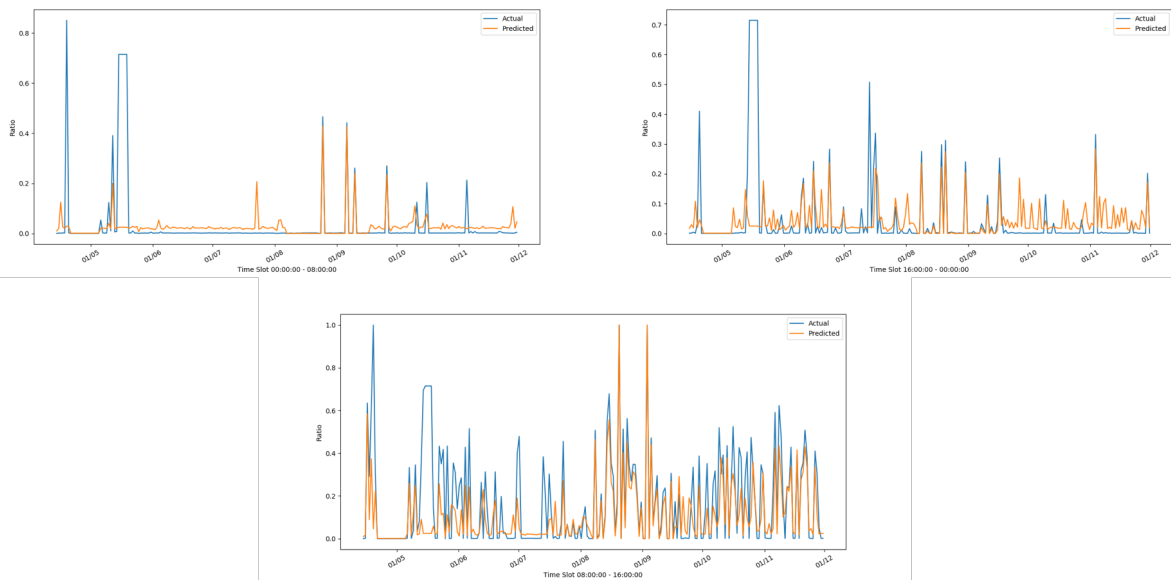 Actual
Predicted
0.8
0.6
0.4
0.2
0.0
Ratio
01/05 01/06 01/07 01/08 01/09 01/10 01/11 01/12
Time Slot 00:00:00 - 08:00:00
Actual
Predicted
0.7
0.6
0.5
0.4
0.3
0.2
0.1
0.0
Ratio
01/05 01/06 01/07 01/08 01/09 01/10 01/11 01/12
Time Slot 16:00:00 - 00:00:00
Actual
Predicted
1.0
0.8
0.6
0.4
0.2
0.0
Ratio
01/05 01/06 01/07 01/08 01/09 01/10 01/11 01/12
Time Slot 08:00:00 - 16:00:00